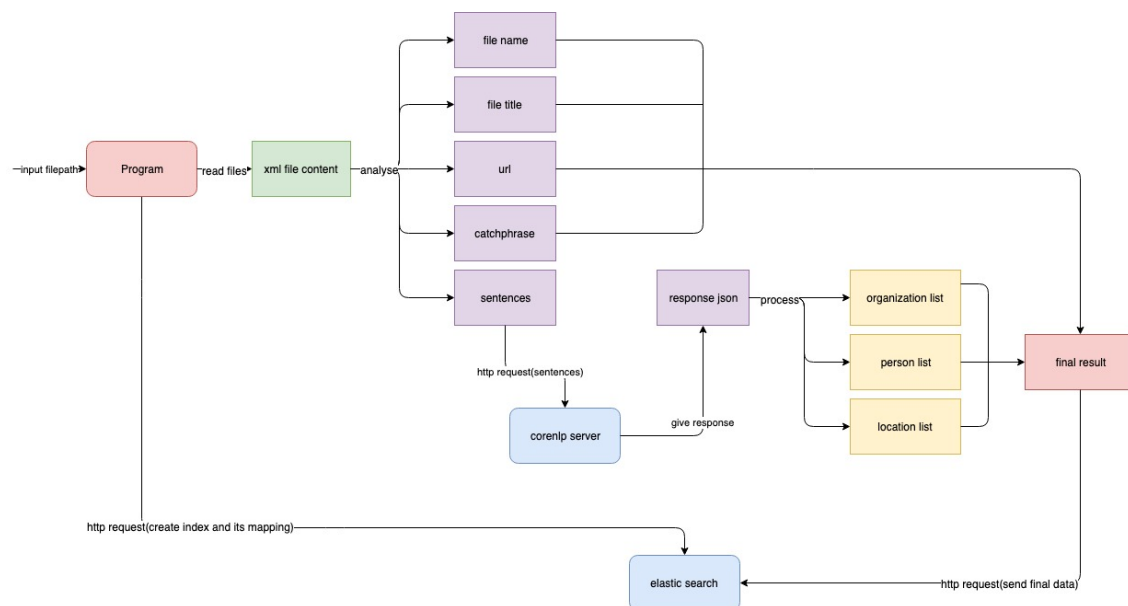 file name
file title
input filepath
Program
read files
xml file content
analyse
url
catchphrase
sentences
response json
process
organization list
person list
location list
final result
http request(sentences)
corenlp server
give response
http request(create index and its mapping)
elastic search
http request(send final data)